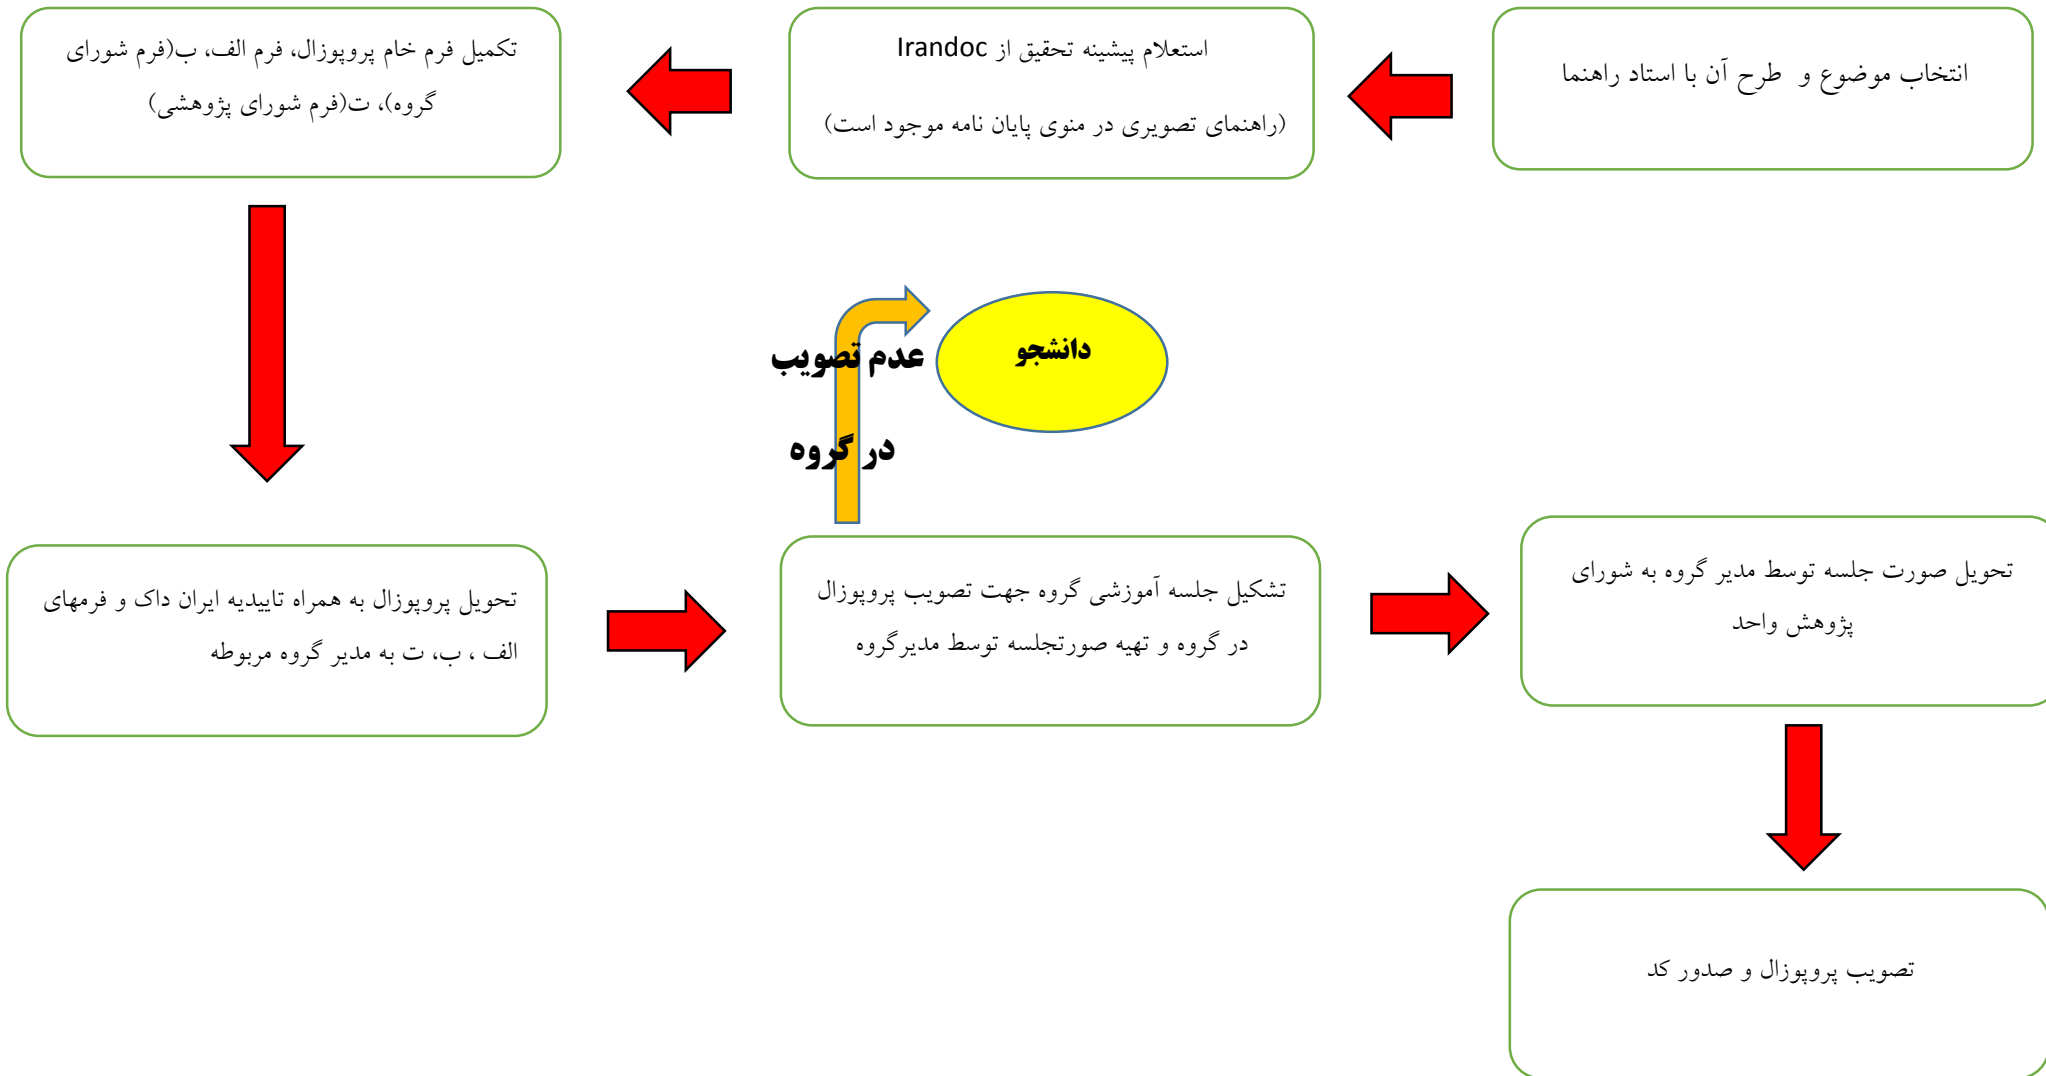 انتخاب موضوع و طرح آن با استاد راهنما
استعلام پیشینه تحقیق از Irandoc
(راهنمای تصویری در منوی پایان نامه موجود است)
تکمیل فرم خام پروپوزال، فرم الف، ب(فرم شورای
گروه)، ت(فرم شورای پژوهشی)
دانشجو
عدم تصویب
در گروه
تحویل پروپوزال به همراه تاییدیه ایران داک و فرمهای
الف ، ب، ت به مدیر گروه مربوطه
تشکیل جلسه آموزشی گروه جهت تصویب پروپوزال
در گروه و تهیه صورتجلسه توسط مدیرگروه
تحویل صورت جلسه توسط مدیر گروه به شورای
پژوهش واحد
تصویب پروپوزال و صدور کد